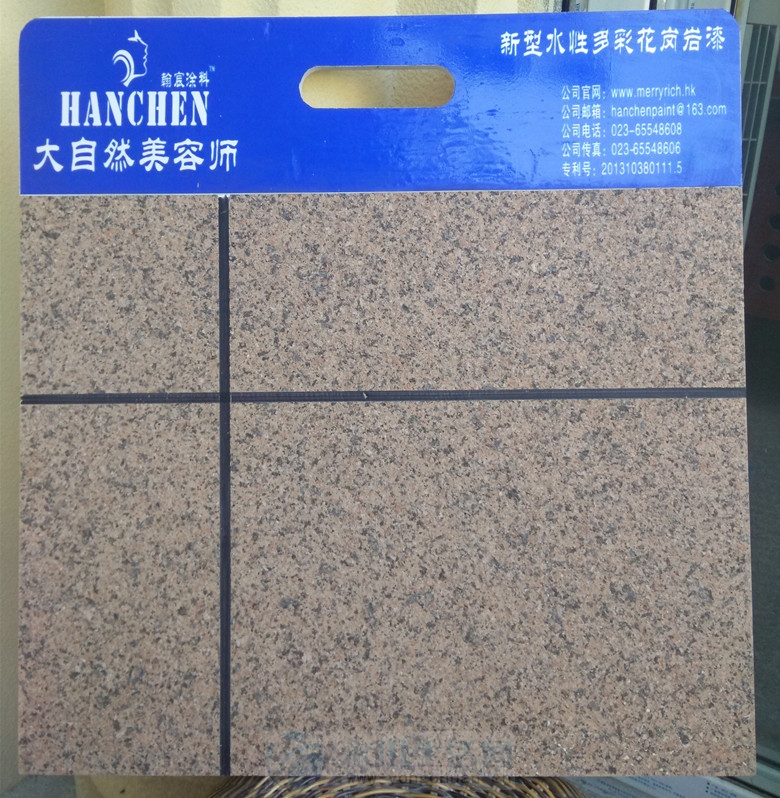 新型水性多彩花岗岩漆
翰宸涂料™
HANCHEN
大自然美容师
公司官网：www.merryrich.hk
公司邮箱：hanchenpaint@163.com
公司电话：023-65548608
公司传真：023-65548606
专利号：201310380111.5